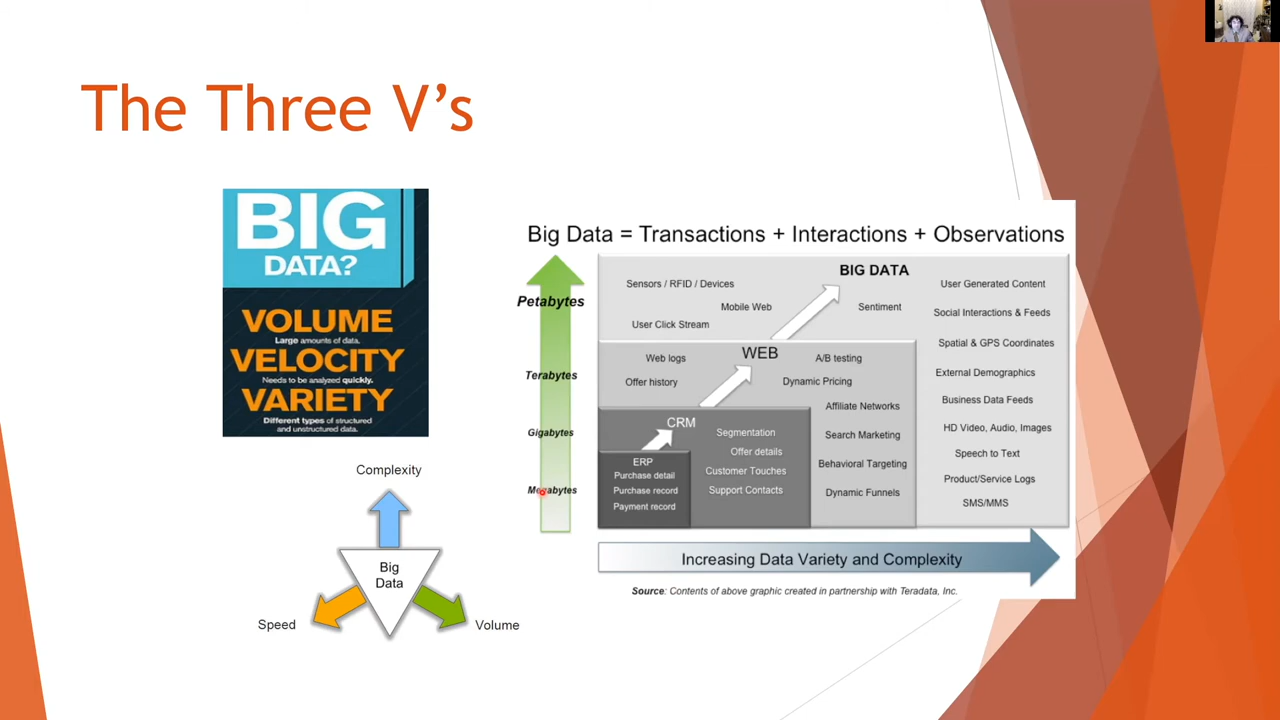 The Three V's
BIG
DATA?
VOLUME
Large amounts of data.
VELOCITY
Needs to be analyzed quickly.
VARIETY
Different types of structured
and unstructured data.
Complexity
Big
Data
Speed
Volume
Big Data = Transactions + Interactions + Observations
Petabytes
Terabytes
Gigabytes
Megabytes
BIG DATA
Sensors / RFID / Devices
Mobile Web
User Click Stream
Sentiment
User Generated Content
Social Interactions & Feeds
Spatial & GPS Coordinates
External Demographics
Business Data Feeds
HD Video, Audio, Images
Speech to Text
Product/Service Logs
SMS/MMS
WEB
Web logs
Offer history
A/B testing
Dynamic Pricing
Affiliate Networks
Search Marketing
Behavioral Targeting
Dynamic Funnels
CRM
Segmentation
Offer details
Customer Touches
Support Contacts
ERP
Purchase detail
Purchase record
Payment record
Increasing Data Variety and Complexity
Source: Contents of above graphic created in partnership with Teradata, Inc.